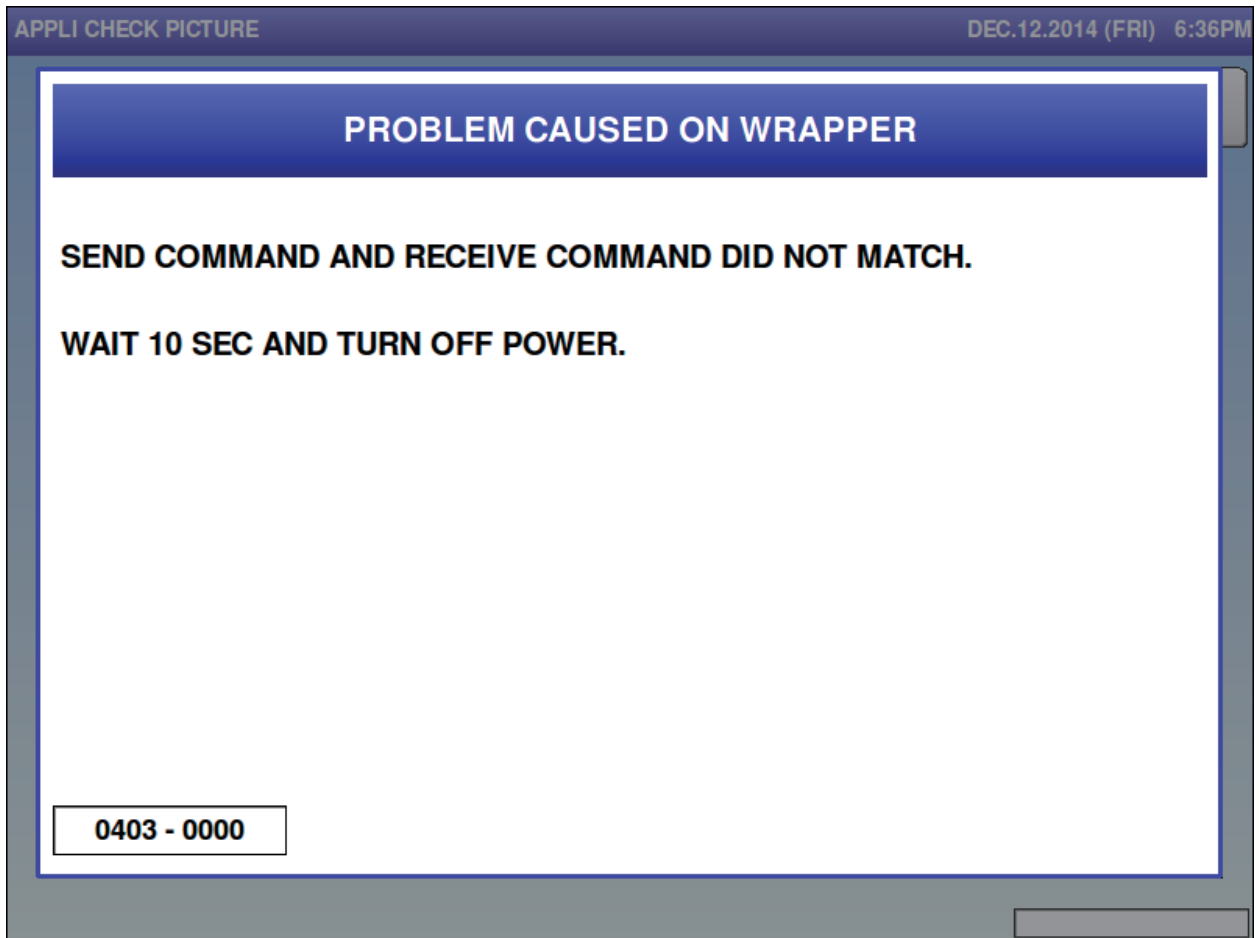 APPLI CHECK PICTURE DEC.12.2014 (FRI) 6:36PM
PROBLEM CAUSED ON WRAPPER
SEND COMMAND AND RECEIVE COMMAND DID NOT MATCH.
WAIT 10 SEC AND TURN OFF POWER.
0403 - 0000